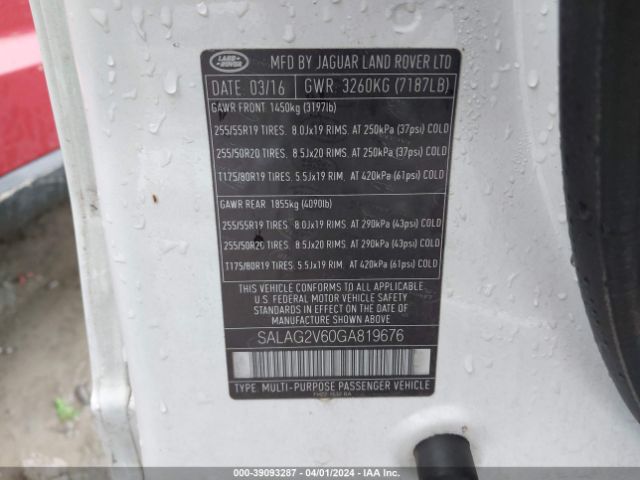 LAND ROVER
MFD BY JAGUAR LAND ROVER LTD
DATE 03/16 GWR 3260KG (7187LB)
GAWR FRONT 1450kg (3197lb)
255/55R19 TIRES. 8.0Jx19 RIMS. AT 250kPa (37psi) COLD
255/50R20 TIRES. 8.5Jx20 RIMS. AT 250kPa (37psi) COLD
T175/80R19 TIRES. 5.5Jx19 RIM. AT 420kPa (61psi) COLD
GAWR REAR 1855kg (4090lb)
255/55R19 TIRES. 8.0Jx19 RIMS. AT 290kPa (43psi) COLD
255/50R20 TIRES. 8.5Jx20 RIMS. AT 290kPa (43psi) COLD
T175/80R19 TIRES. 5.5Jx19 RIM. AT 420kPa (61psi) COLD
THIS VEHICLE CONFORMS TO ALL APPLICABLE
U.S. FEDERAL MOTOR VEHICLE SAFETY
STANDARDS IN EFFECT ON THE DATE OF
MANUFACTURE SHOWN ABOVE
SALAG2V60GA819676
TYPE: MULTI-PURPOSE PASSENGER VEHICLE
000-39093287 - 04/01/2024 - IAA Inc.